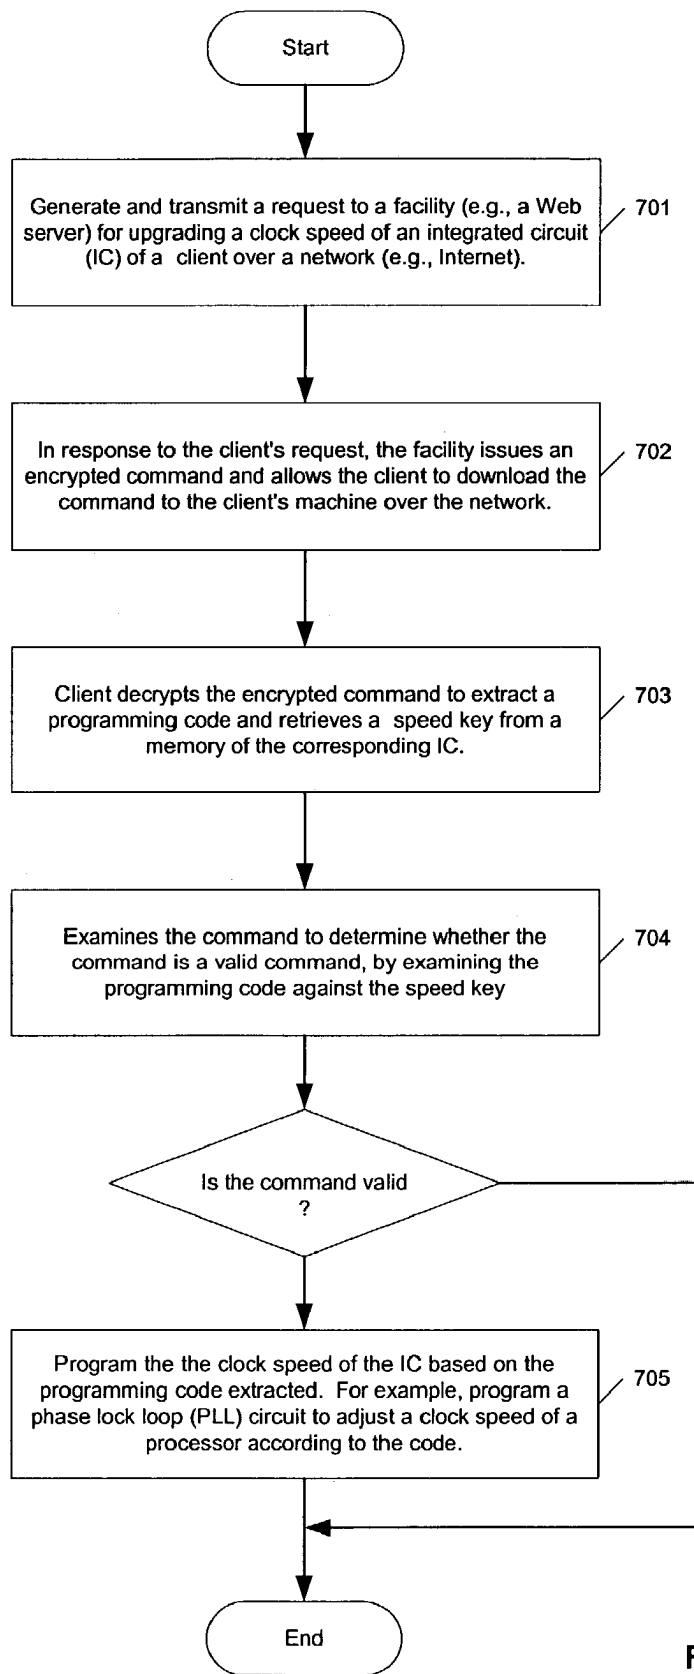 Start
Generate and transmit a request to a facility (e.g., a Web
server) for upgrading a clock speed of an integrated circuit
(IC) of a client over a network (e.g., Internet).
701
In response to the client's request, the facility issues an
encrypted command and allows the client to download the
command to the client's machine over the network.
702
Client decrypts the encrypted command to extract a
programming code and retrieves a speed key from a
memory of the corresponding IC.
703
Examines the command to determine whether the
command is a valid command, by examining the
programming code against the speed key
704
Is the command valid
?
Program the the clock speed of the IC based on the
programming code extracted. For example, program a
phase lock loop (PLL) circuit to adjust a clock speed of a
processor according to the code.
705
End